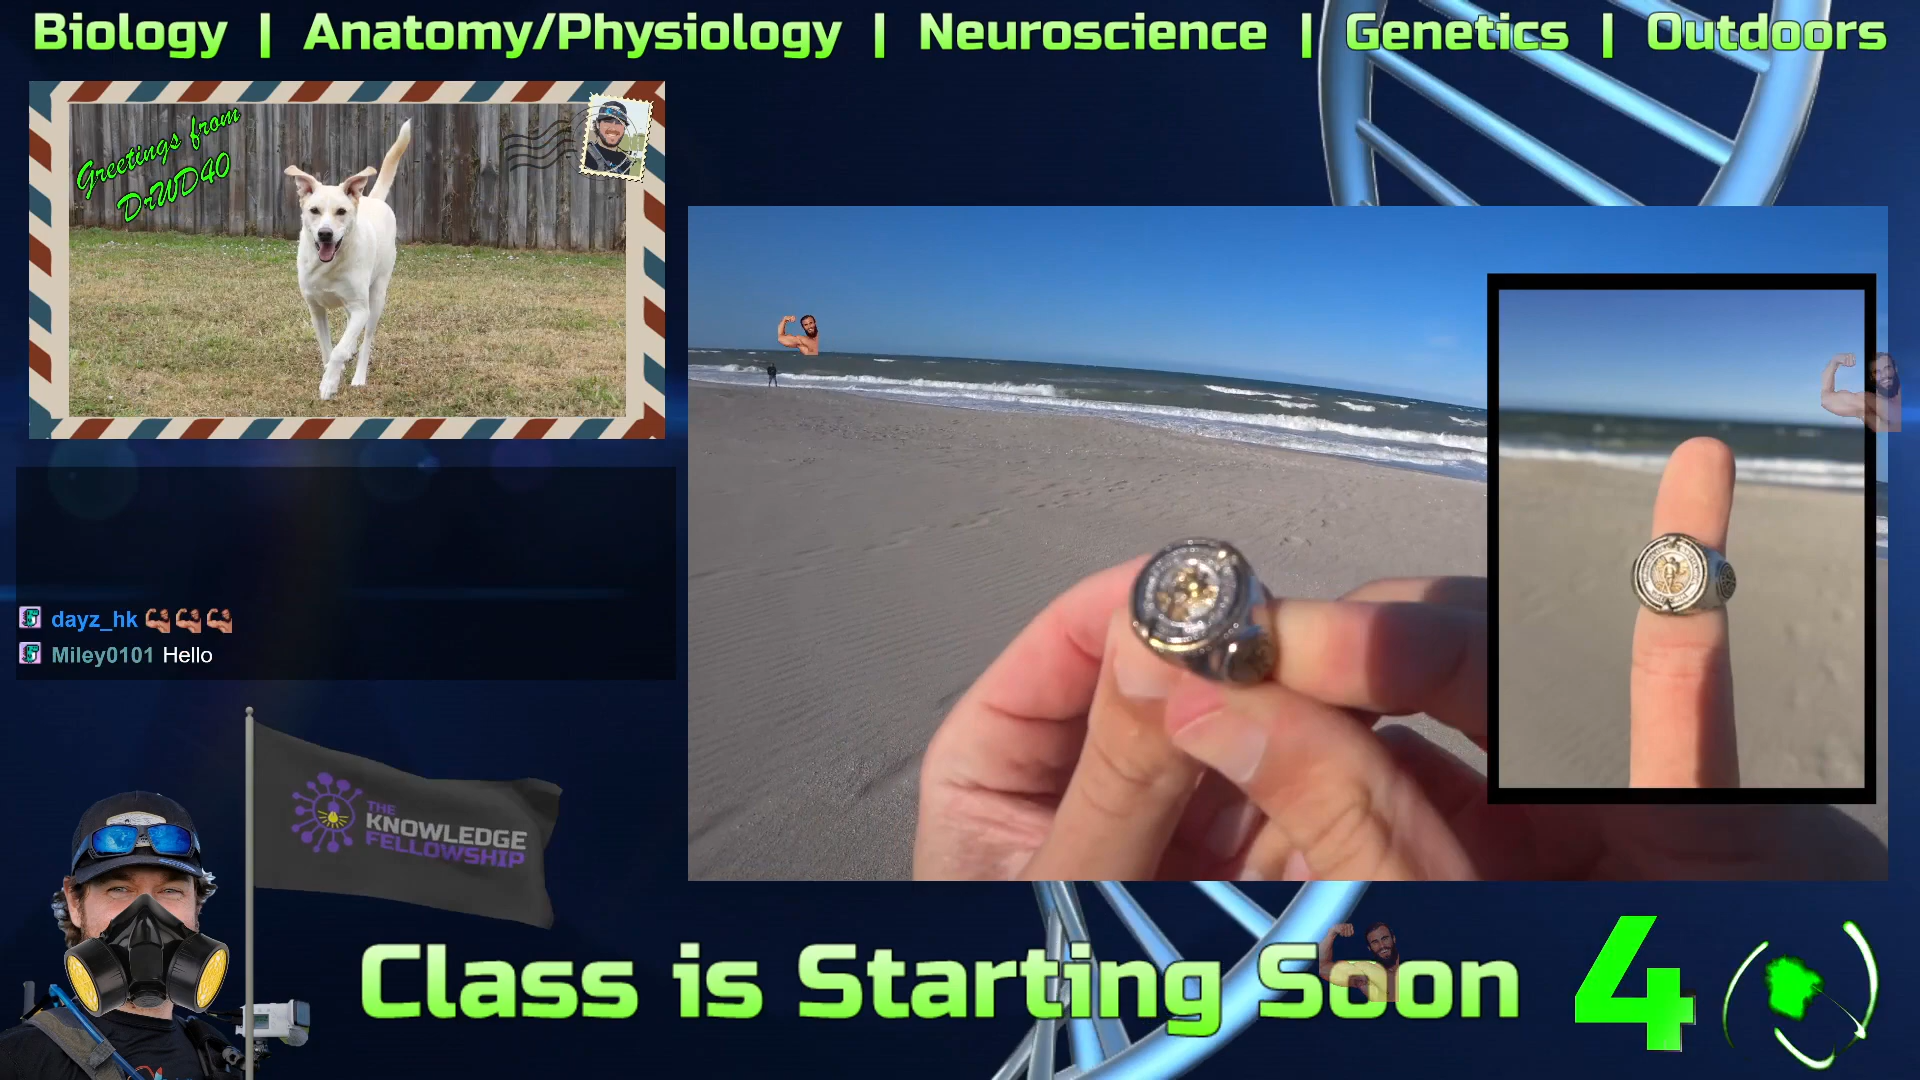 Biology | Anatomy/Physiology | Neuroscience | Genetics | Outdoors
Greetings from
DrWD40
dayz_hk
Miley0101 Hello
THE
KNOWLEDGE
FELLOWSHIP
Class is Starting Soon 4